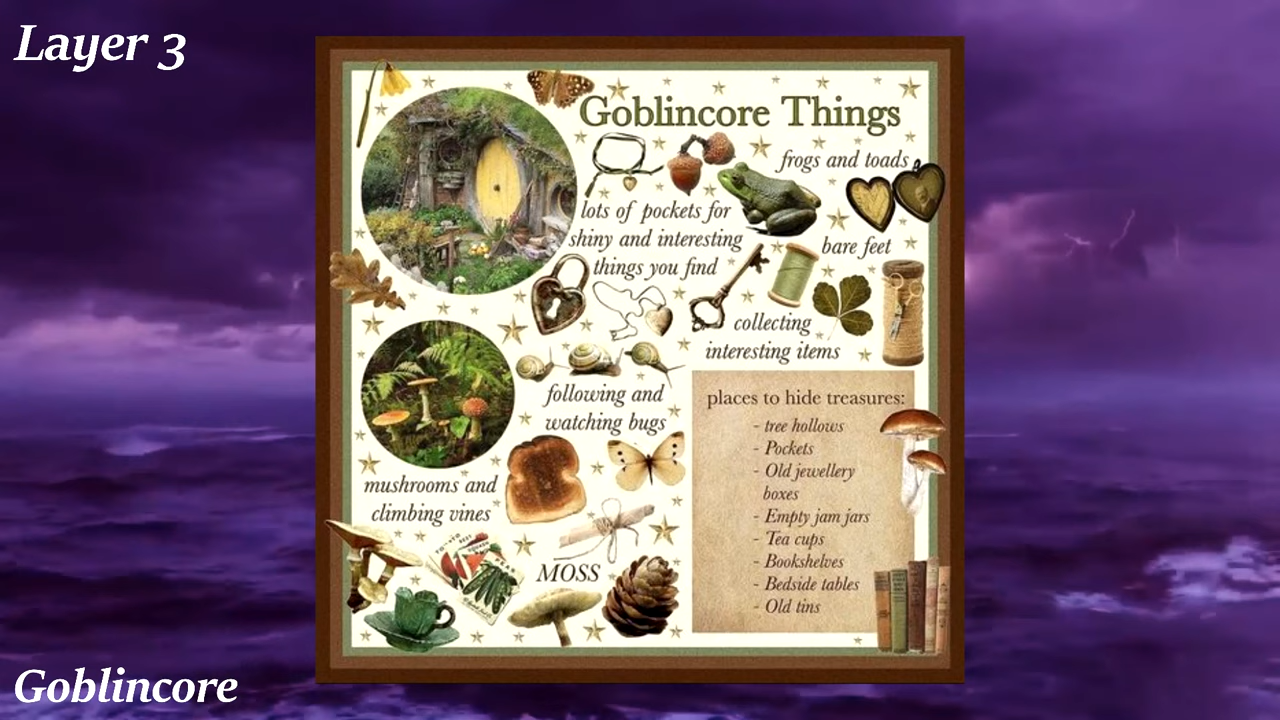 Layer 3
Goblincore Things
frogs and toads
lots of pockets for
shiny and interesting
things you find
bare feet
collecting
interesting items
following and
watching bugs
places to hide treasures:
- tree hollows
- Pockets
- Old jewellery
boxes
- Empty jam jars
- Tea cups
- Bookshelves
- Bedside tables
- Old tins
mushrooms and
climbing vines
MOSS
Goblincore